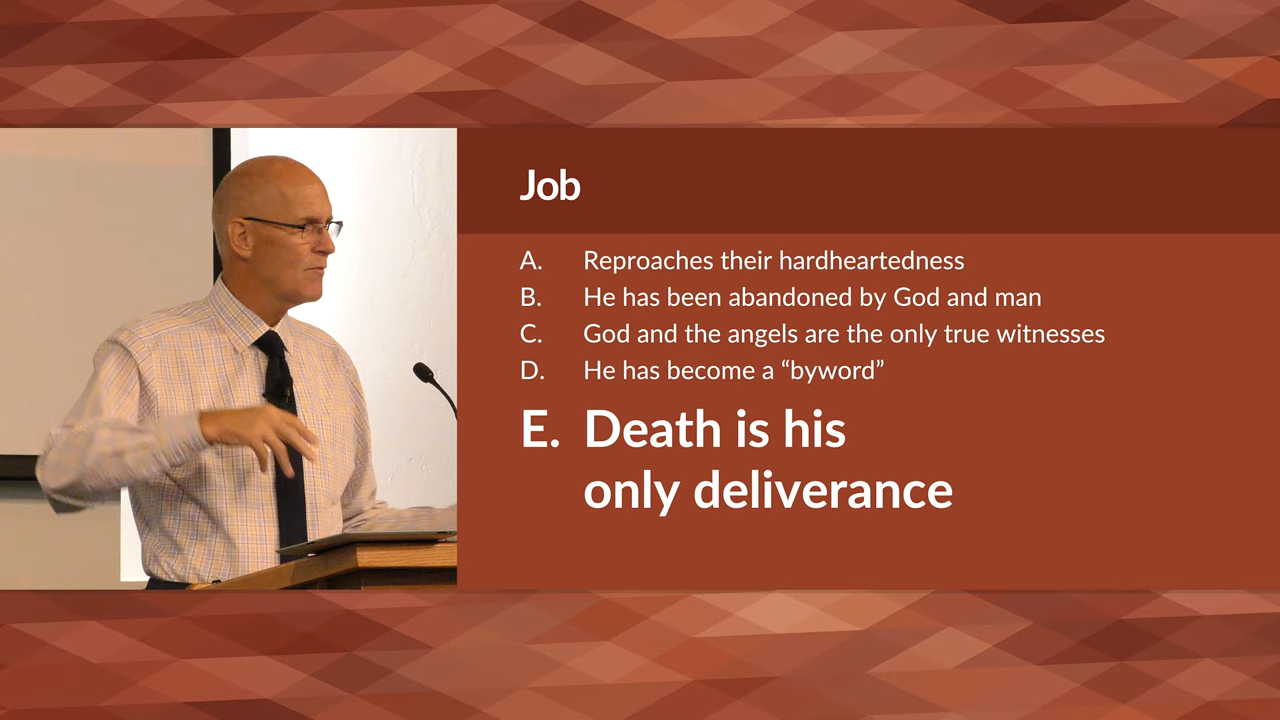 Job
A. Reproaches their hardheartedness
B. He has been abandoned by God and man
C. God and the angels are the only true witnesses
D. He has become a “byword”
E. Death is his
only deliverance